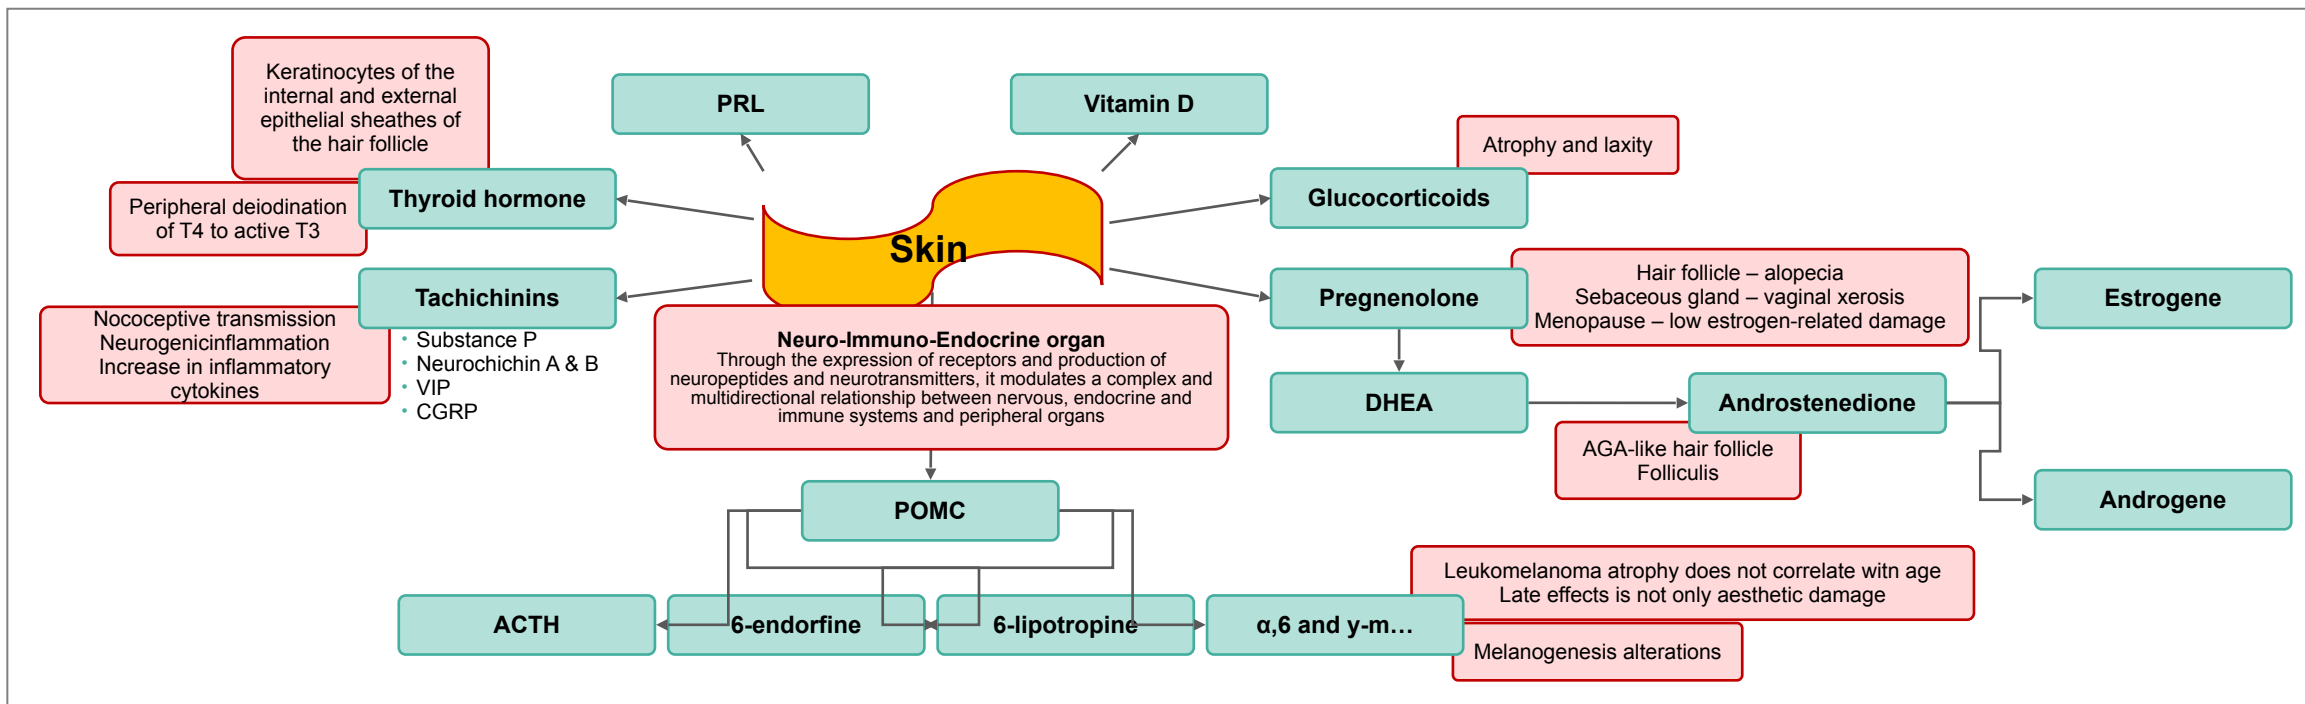 Keratinocytes of the
internal and external
epithelial sheathes of
the hair follicle
PRL
Vitamin D
Atrophy and laxity
Thyroid hormone
Glucocorticoids
Peripheral deiodination
of T4 to active T3
Skin
Tachichinins
Pregnenolone
Hair follicle – alopecia
Sebaceous gland – vaginal xerosis
Menopause – low estrogen-related damage
Estrogene
Nococeptive transmission
Neurogenicinflammation
Increase in inflammatory
cytokines
• Substance P
• Neurochichin A & B
• VIP
• CGRP
Neuro-Immuno-Endocrine organ
Through the expression of receptors and production of
neuropeptides and neurotransmitters, it modulates a complex and
multidirectional relationship between nervous, endocrine and
immune systems and peripheral organs
DHEA
Androstenedione
AGA-like hair follicle
Folliculis
Androgene
POMC
Leukomelanoma atrophy does not correlate witn age
Late effects is not only aesthetic damage
ACTH
6-endorfine
6-lipotropine
α,6 and y-m…
Melanogenesis alterations